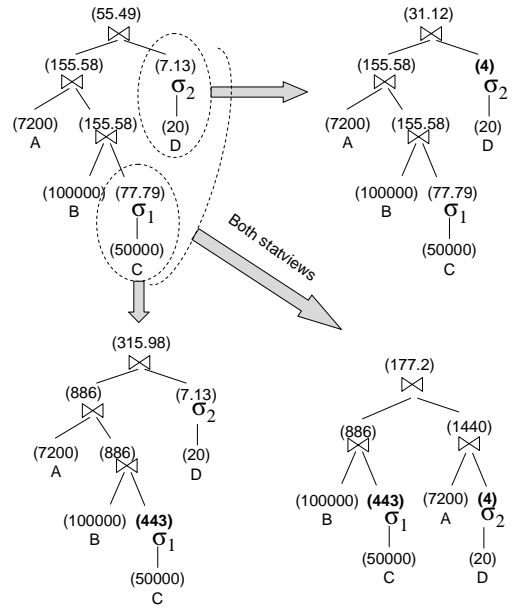 (55.49)
(155.58) (7.13)
σ2
(7200) (155.58) (20)
A D
(100000) (77.79)
B σ1
(50000)
C
(31.12)
(155.58) (4)
σ2
(7200) (155.58) (20)
A D
(100000) (77.79)
B σ1
(50000)
C
Both statviews
(315.98)
(886) (7.13)
σ2
(7200) (886) (20)
A D
(100000) (443)
B σ1
(50000)
C
(177.2)
(886) (1440)
(100000) (443) (7200) (4)
B σ1 A σ2
(50000) (20)
C D